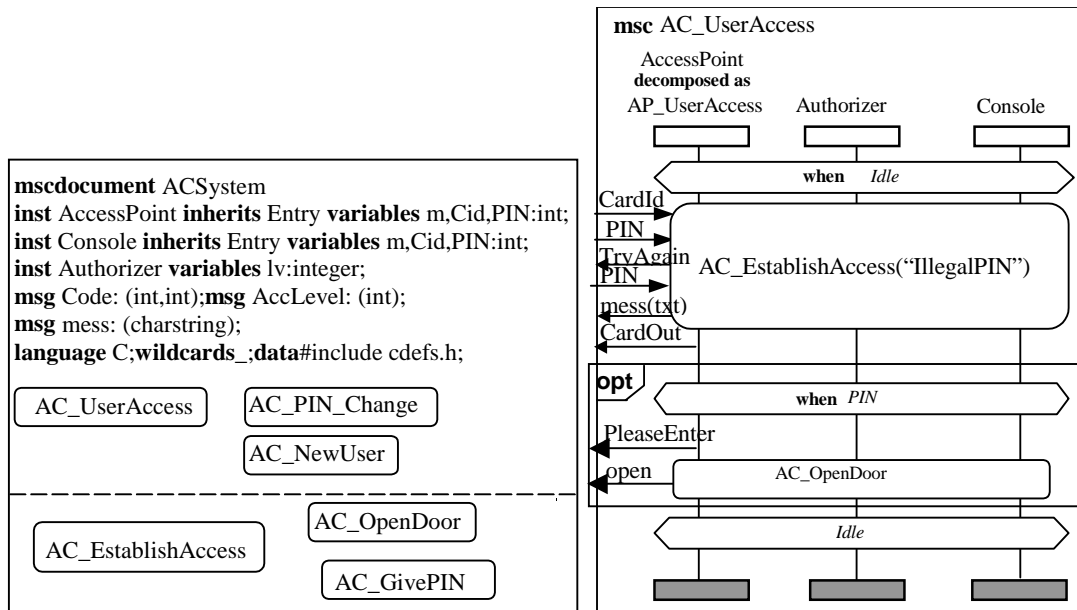 mscdocument ACSystem
inst AccessPoint inherits Entry variables m,Cid,PIN:int;
inst Console inherits Entry variables m,Cid,PIN:int;
inst Authorizer variables lv:integer;
msg Code: (int,int);msg AccLevel: (int);
msg mess: (charstring);
language C;wildcards_;data#include cdefs.h;
AC_UserAccess
AC_PIN_Change
AC_NewUser
AC_OpenDoor
AC_EstablishAccess
AC_GivePIN
msc AC_UserAccess
AccessPoint
decomposed as
AP_UserAccess
Authorizer
Console
when Idle
CardId
PIN
TryAgain
PIN
mess(txt)
AC_EstablishAccess(“IllegalPIN”)
CardOut
opt
when PIN
PleaseEnter
open
AC_OpenDoor
Idle